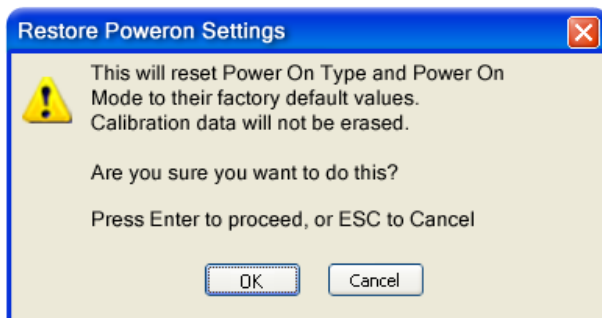 Restore Poweron Settings
This will reset Power On Type and Power On
Mode to their factory default values.
Calibration data will not be erased.
Are you sure you want to do this?
Press Enter to proceed, or ESC to Cancel
OK
Cancel